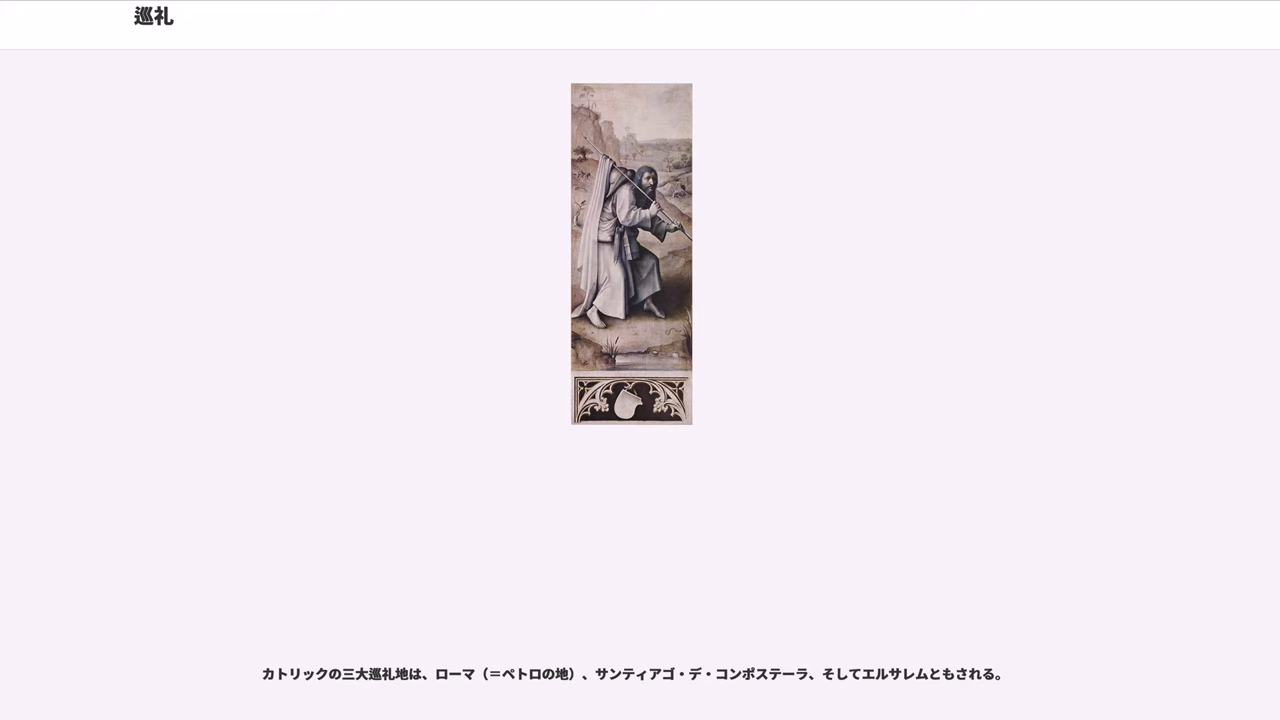 巡礼
カトリックの三大巡礼地は、ローマ（＝ペトロの地）、サンティアゴ・デ・コンポステーラ、そしてエルサレムともされる。